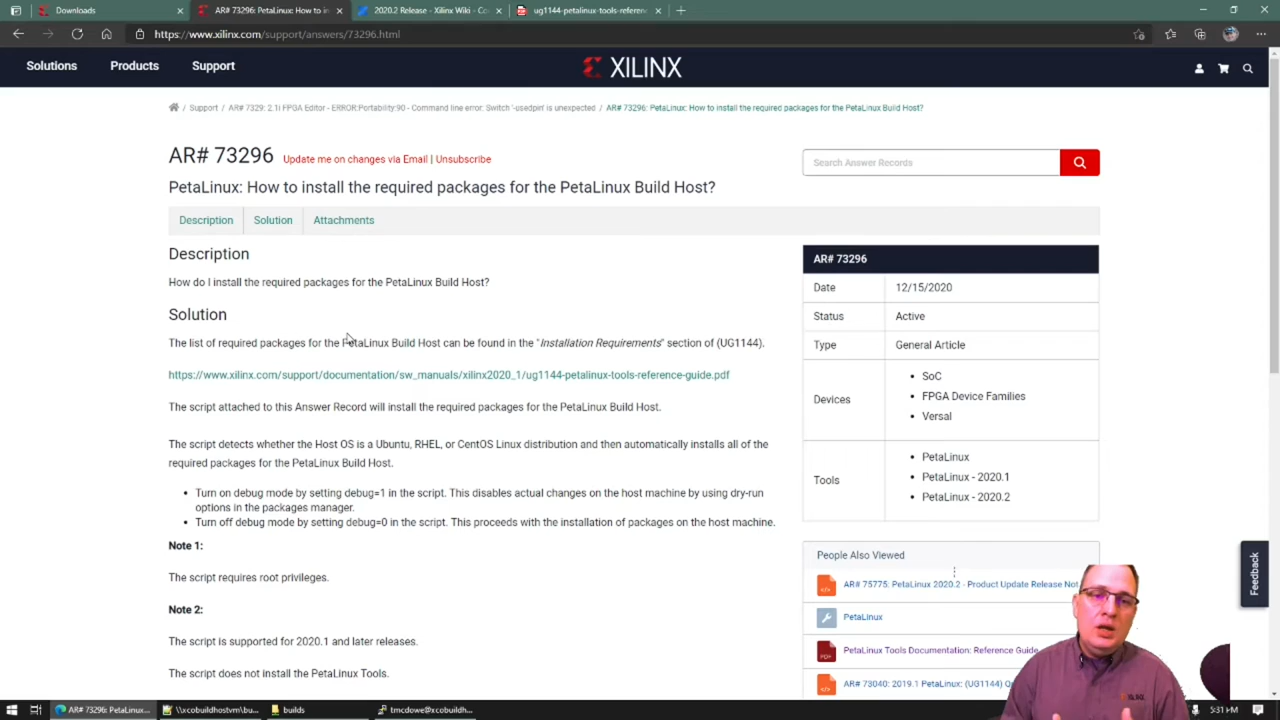 Downloads
AR# 73296: PetaLinux: How to in
2020.2 Release - Xilinx Wiki - Co
ug1144-petalinux-tools-referenc
https://www.xilinx.com/support/answers/73296.html
Solutions
Products
Support
XILINX
/ Support / AR# 7329: 2.1i FPGA Editor - ERROR:Portability:90 - Command line error: Switch '-usedpin' is unexpected / AR# 73296: PetaLinux: How to install the required packages for the PetaLinux Build Host?
AR# 73296 Update me on changes via Email | Unsubscribe
Search Answer Records
PetaLinux: How to install the required packages for the PetaLinux Build Host?
Description
Solution
Attachments
Description
How do I install the required packages for the PetaLinux Build Host?
Solution
The list of required packages for the PetaLinux Build Host can be found in the "Installation Requirements" section of (UG1144).
https://www.xilinx.com/support/documentation/sw_manuals/xilinx2020_1/ug1144-petalinux-tools-reference-guide.pdf
The script attached to this Answer Record will install the required packages for the PetaLinux Build Host.
The script detects whether the Host OS is a Ubuntu, RHEL, or CentOS Linux distribution and then automatically installs all of the
required packages for the PetaLinux Build Host.
• Turn on debug mode by setting debug=1 in the script. This disables actual changes on the host machine by using dry-run
options in the packages manager.
• Turn off debug mode by setting debug=0 in the script. This proceeds with the installation of packages on the host machine.
Note 1:
The script requires root privileges.
Note 2:
The script is supported for 2020.1 and later releases.
The script does not install the PetaLinux Tools.
AR# 73296
Date 12/15/2020
Status Active
Type General Article
Devices
• SoC
• FPGA Device Families
• Versal
Tools
• PetaLinux
• PetaLinux - 2020.1
• PetaLinux - 2020.2
People Also Viewed
AR# 75775: PetaLinux 2020.2 - Product Update Release Not
PetaLinux
PetaLinux Tools Documentation: Reference Guide
AR# 73040: 2019.1 PetaLinux: (UG1144)
Feedback
AR# 73296: PetaLinux...
\\xcobuildhostvm\bu...
builds
tmcdowe@xcobuildh...
5:31 PM